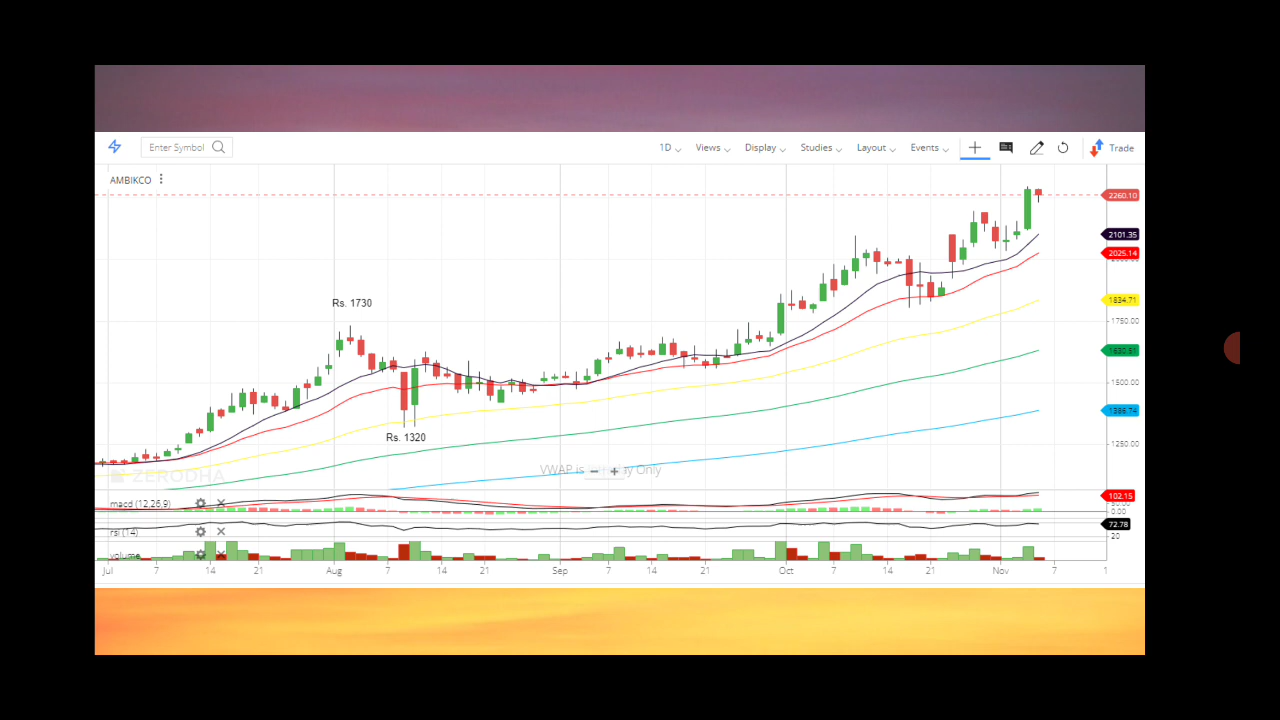 Enter Symbol 1D Views Display Studies Layout Events Trade
AMBIKCO
2260.10
2101.35
2025.14
Rs. 1730
1834.71
1750.00
1500.00
1386.74
Rs. 1320
1250.00
ZERODHA
VWAP is
y Only
macd (12,26,9)
102.15
0.00
rsi (14)
72.78
20
volume
Jul 7 14 21 Aug 7 14 21 Sep 7 14 21 Oct 7 14 21 Nov 7 1